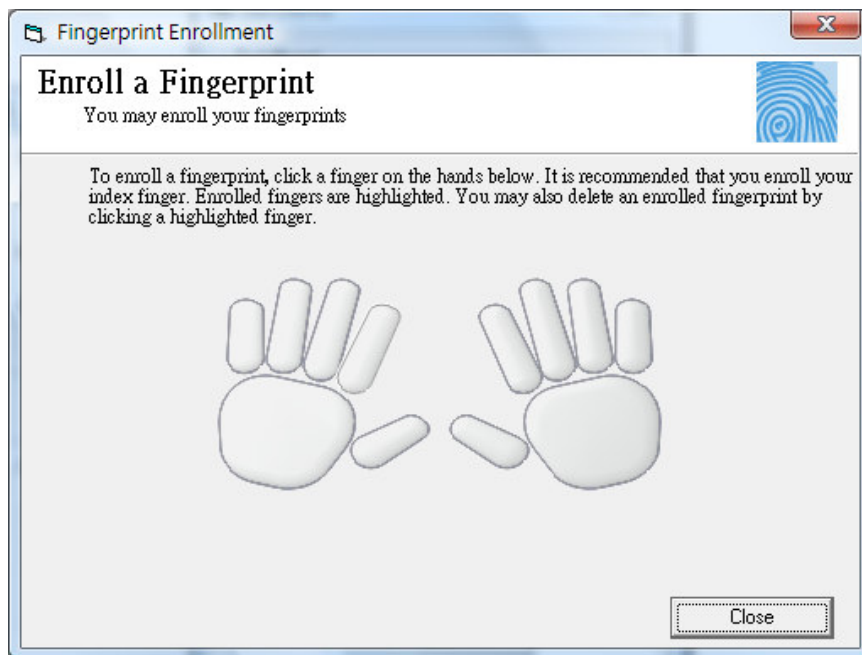 Fingerprint Enrollment
Enroll a Fingerprint
You may enroll your fingerprints
To enroll a fingerprint, click a finger on the hands below. It is recommended that you enroll your
index finger. Enrolled fingers are highlighted. You may also delete an enrolled fingerprint by
clicking a highlighted finger.
Close